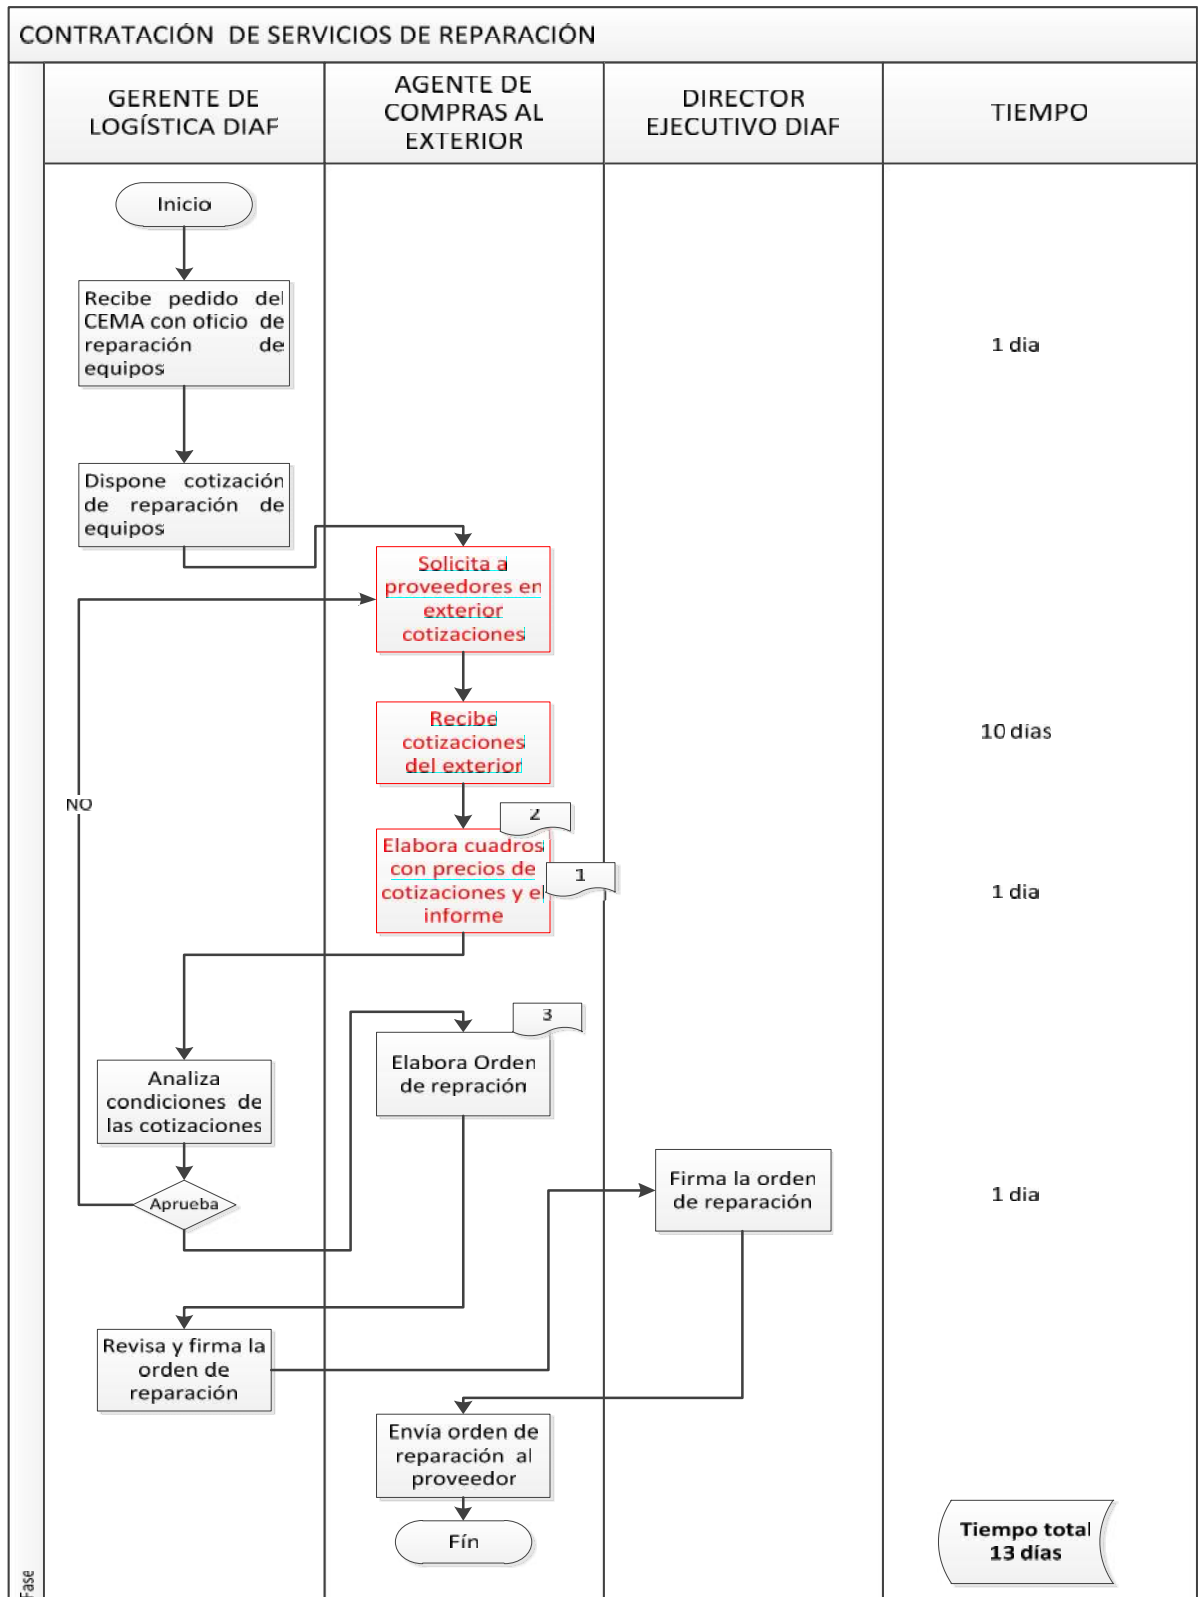 CONTRATACIÓN DE SERVICIOS DE REPARACIÓN
GERENTE DE
LOGÍSTICA DIAF
AGENTE DE
COMPRAS AL
EXTERIOR
DIRECTOR
EJECUTIVO DIAF
TIEMPO
Inicio
Recibe pedido del
CEMA con oficio de
reparación de
equipos
1 dia
Dispone cotización
de reparación de
equipos
Solicita a
proveedores en
exterior
cotizaciones
Recibe
cotizaciones
del exterior
10 días
NO
2
Elabora cuadros
con precios de
cotizaciones y el
informe
1
1 dia
3
Elabora Orden
de repración
Analiza
condiciones de
las cotizaciones
Aprueba
Firma la orden
de reparación
1 dia
Revisa y firma la
orden de
reparación
Envía orden de
reparación al
proveedor
Fín
Tiempo total
13 días
Fase